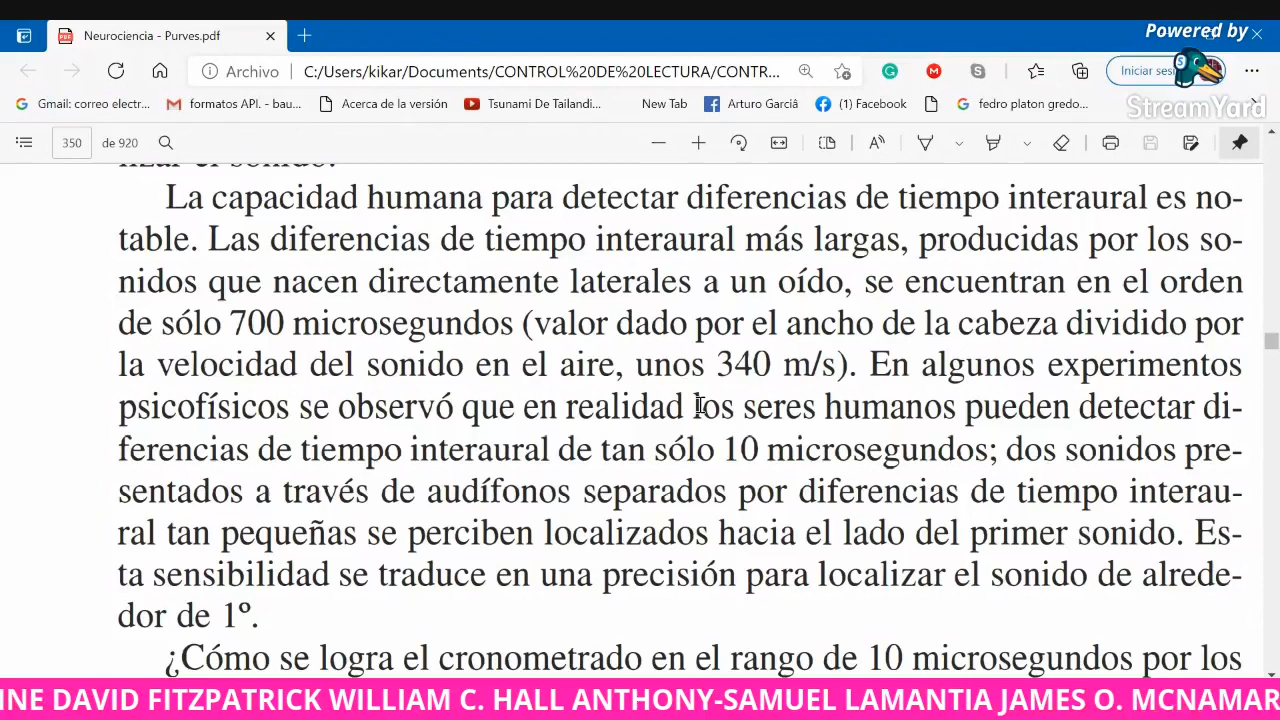 Powered by
StreamYard
Neurociencia - Purves.pdf
Archivo C:/Users/kikar/Documents/CONTROL%20DE%20LECTURA/CONTR... Iniciar sesi
Gmail: correo electr... formatos API. - bau... Acerca de la versión Tsunami De Tailandi... New Tab Arturo Garciâ (1) Facebook fedro platon gredo...
350 de 920
lizar el sonido.
La capacidad humana para detectar diferencias de tiempo interaural es no-
table. Las diferencias de tiempo interaural más largas, producidas por los so-
nidos que nacen directamente laterales a un oído, se encuentran en el orden
de sólo 700 microsegundos (valor dado por el ancho de la cabeza dividido por
la velocidad del sonido en el aire, unos 340 m/s). En algunos experimentos
psicofísicos se observó que en realidad los seres humanos pueden detectar di-
ferencias de tiempo interaural de tan sólo 10 microsegundos; dos sonidos pre-
sentados a través de audífonos separados por diferencias de tiempo interau-
ral tan pequeñas se perciben localizados hacia el lado del primer sonido. Es-
ta sensibilidad se traduce en una precisión para localizar el sonido de alrede-
dor de 1º.
¿Cómo se logra el cronometrado en el rango de 10 microsegundos por los
INE DAVID FITZPATRICK WILLIAM C. HALL ANTHONY-SAMUEL LAMANTIA JAMES O. MCNAMAR